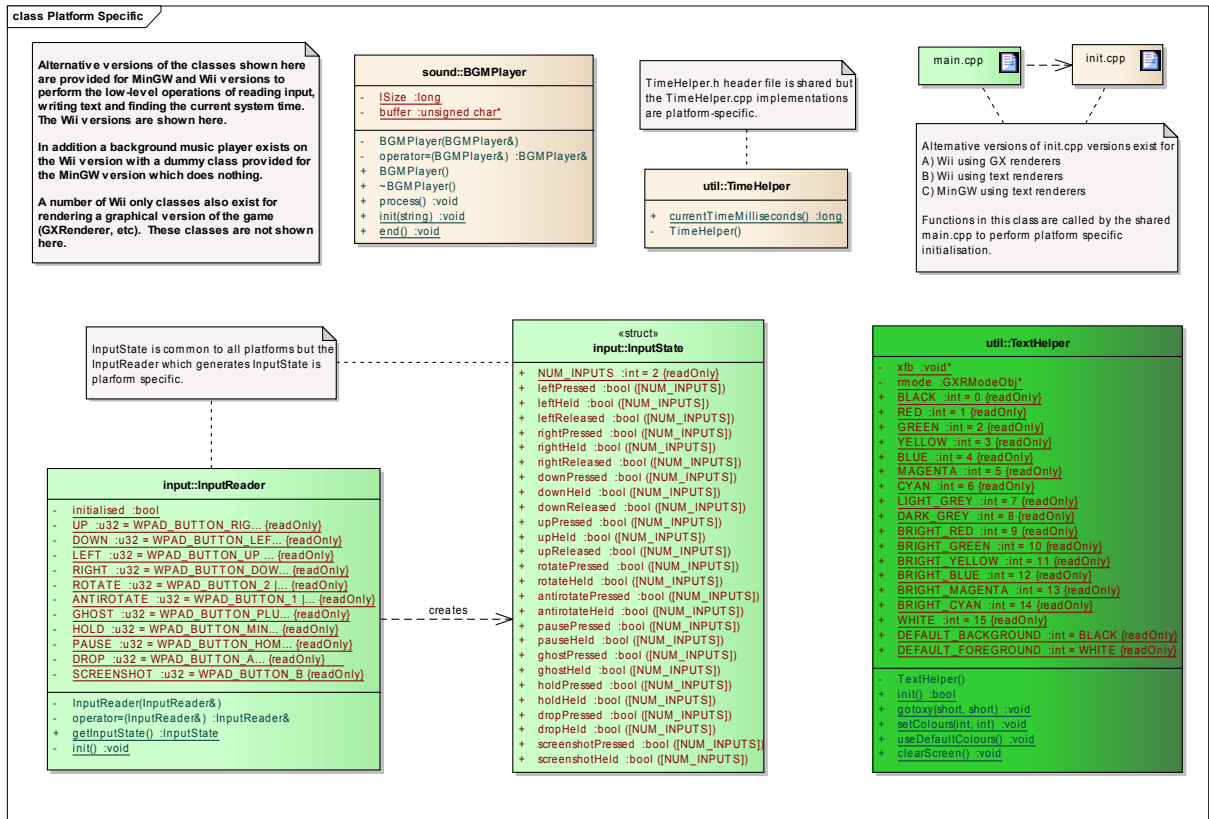 class Platform Specific
Alternative versions of the classes shown here
are provided for MinGW and Wii versions to
perform the low-level operations of reading input,
writing text and finding the current system time.
The Wii versions are shown here.
In addition a background music player exists on
the Wii version with a dummy class provided for
the MinGW version which does nothing.
A number of Wii only classes also exist for
rendering a graphical version of the game
(GXRenderer, etc). These classes are not shown
here.
sound::BGMPlayer
- lSize :long
- buffer :unsigned char*
- BGMPlayer(BGMPlayer&)
- operator=(BGMPlayer&) :BGMPlayer&
+ BGMPlayer()
+ ~BGMPlayer()
+ process() :void
+ init(string) :void
+ end() :void
TimeHelper.h header file is shared but
the TimeHelper.cpp implementations
are platform-specific.
util::TimeHelper
+ currentTimeMilliseconds() :long
- TimeHelper()
main.cpp
init.cpp
Alternative versions of init.cpp versions exist for
A) Wii using GX renderers
B) Wii using text renderers
C) MinGW using text renderers
Functions in this class are called by the shared
main.cpp to perform platform specific
initialisation.
InputState is common to all platforms but the
InputReader which generates InputState is
plarform specific.
input::InputReader
- initialised :bool
- UP :u32 = WPAD_BUTTON_RIG... {readOnly}
- DOWN :u32 = WPAD_BUTTON_LEF... {readOnly}
- LEFT :u32 = WPAD_BUTTON_UP ... {readOnly}
- RIGHT :u32 = WPAD_BUTTON_DOW... {readOnly}
- ROTATE :u32 = WPAD_BUTTON_2 |... {readOnly}
- ANTIROTATE :u32 = WPAD_BUTTON_1 |... {readOnly}
- GHOST :u32 = WPAD_BUTTON_PLU... {readOnly}
- HOLD :u32 = WPAD_BUTTON_MIN... {readOnly}
- PAUSE :u32 = WPAD_BUTTON_HOM... {readOnly}
- DROP :u32 = WPAD_BUTTON_A... {readOnly}
- SCREENSHOT :u32 = WPAD_BUTTON_B {readOnly}
- InputReader(InputReader&)
- operator=(InputReader&) :InputReader&
+ getInputState() :InputState
- init() :void
creates
«struct»
input::InputState
+ NUM_INPUTS :int = 2 {readOnly}
+ leftPressed :bool ([NUM_INPUTS])
+ leftHeld :bool ([NUM_INPUTS])
+ leftReleased :bool ([NUM_INPUTS])
+ rightPressed :bool ([NUM_INPUTS])
+ rightHeld :bool ([NUM_INPUTS])
+ rightReleased :bool ([NUM_INPUTS])
+ downPressed :bool ([NUM_INPUTS])
+ downHeld :bool ([NUM_INPUTS])
+ downReleased :bool ([NUM_INPUTS])
+ upPressed :bool ([NUM_INPUTS])
+ upHeld :bool ([NUM_INPUTS])
+ upReleased :bool ([NUM_INPUTS])
+ rotatePressed :bool ([NUM_INPUTS])
+ rotateHeld :bool ([NUM_INPUTS])
+ antirotatePressed :bool ([NUM_INPUTS])
+ antirotateHeld :bool ([NUM_INPUTS])
+ pausePressed :bool ([NUM_INPUTS])
+ pauseHeld :bool ([NUM_INPUTS])
+ ghostPressed :bool ([NUM_INPUTS])
+ ghostHeld :bool ([NUM_INPUTS])
+ holdPressed :bool ([NUM_INPUTS])
+ holdHeld :bool ([NUM_INPUTS])
+ dropPressed :bool ([NUM_INPUTS])
+ dropHeld :bool ([NUM_INPUTS])
+ screenshotPressed :bool ([NUM_INPUTS])
+ screenshotHeld :bool ([NUM_INPUTS])
util::TextHelper
- xfb :void*
- rmode :GXRModeObj*
+ BLACK :int = 0 {readOnly}
+ RED :int = 1 {readOnly}
+ GREEN :int = 2 {readOnly}
+ YELLOW :int = 3 {readOnly}
+ BLUE :int = 4 {readOnly}
+ MAGENTA :int = 5 {readOnly}
+ CYAN :int = 6 {readOnly}
+ LIGHT_GREY :int = 7 {readOnly}
+ DARK_GREY :int = 8 {readOnly}
+ BRIGHT_RED :int = 9 {readOnly}
+ BRIGHT_GREEN :int = 10 {readOnly}
+ BRIGHT_YELLOW :int = 11 {readOnly}
+ BRIGHT_BLUE :int = 12 {readOnly}
+ BRIGHT_MAGENTA :int = 13 {readOnly}
+ BRIGHT_CYAN :int = 14 {readOnly}
+ WHITE :int = 15 {readOnly}
+ DEFAULT_BACKGROUND :int = BLACK {readOnly}
+ DEFAULT_FOREGROUND :int = WHITE {readOnly}
- TextHelper()
+ init() :bool
+ gotoxy(short, short) :void
+ setColours(int, int) :void
+ useDefaultColours() :void
+ clearScreen() :void